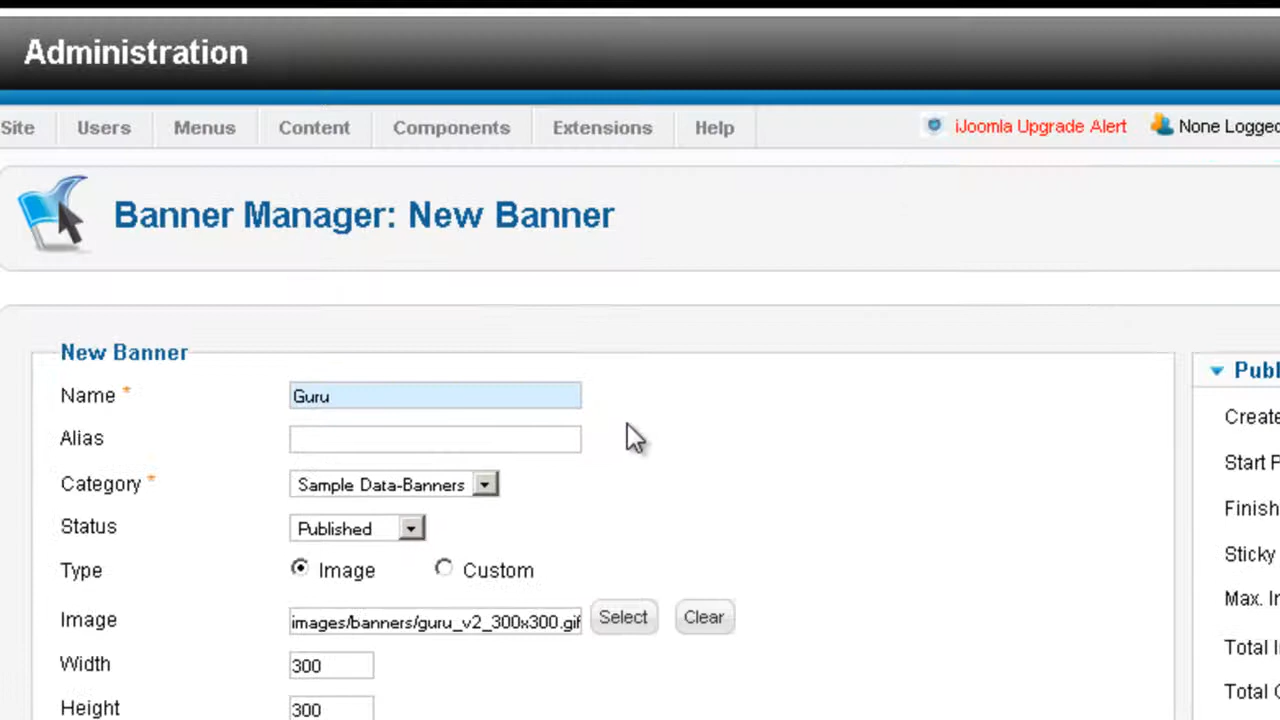 Administration
Site Users Menus Content Components Extensions Help iJoomla Upgrade Alert None Logged
Banner Manager: New Banner
New Banner
Name * Guru
Alias
Category * Sample Data-Banners
Status Published
Type Image Custom
Image images/banners/guru_v2_300x300.gif Select Clear
Width 300
Height 300
Publ
Create
Start P
Finish
Sticky
Max. Im
Total I
Total C